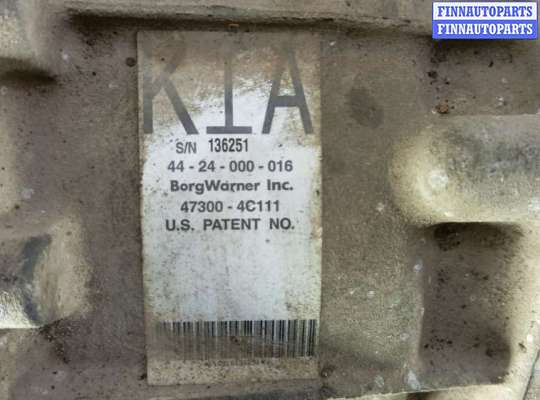 FINNAUTOPARTS
FINNAUTOPARTS
KIA
S/N 136251
44 - 24 - 000 - 016
BorgWarner Inc.
47300 - 4C111
U.S. PATENT NO.